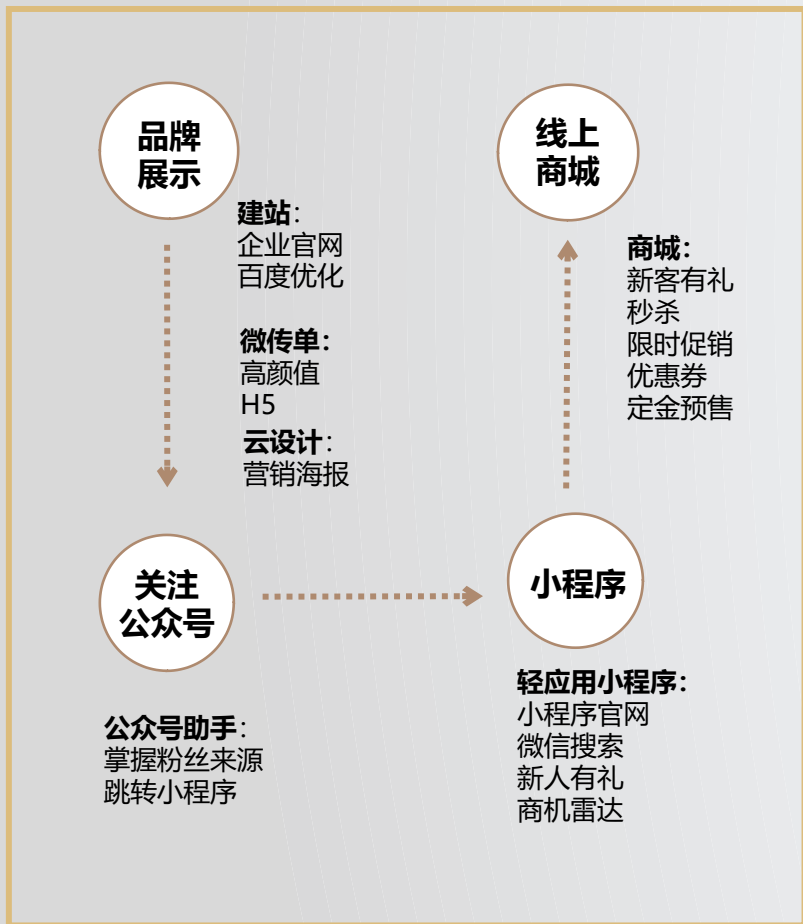 品牌
展示
建站：
企业官网
百度优化
微传单：
高颜值
H5
云设计：
营销海报
关注
公众号
公众号助手：
掌握粉丝来源
跳转小程序
小程序
轻应用小程序：
小程序官网
微信搜索
新人有礼
商机雷达
线上
商城
商城：
新客有礼
秒杀
限时促销
优惠券
定金预售